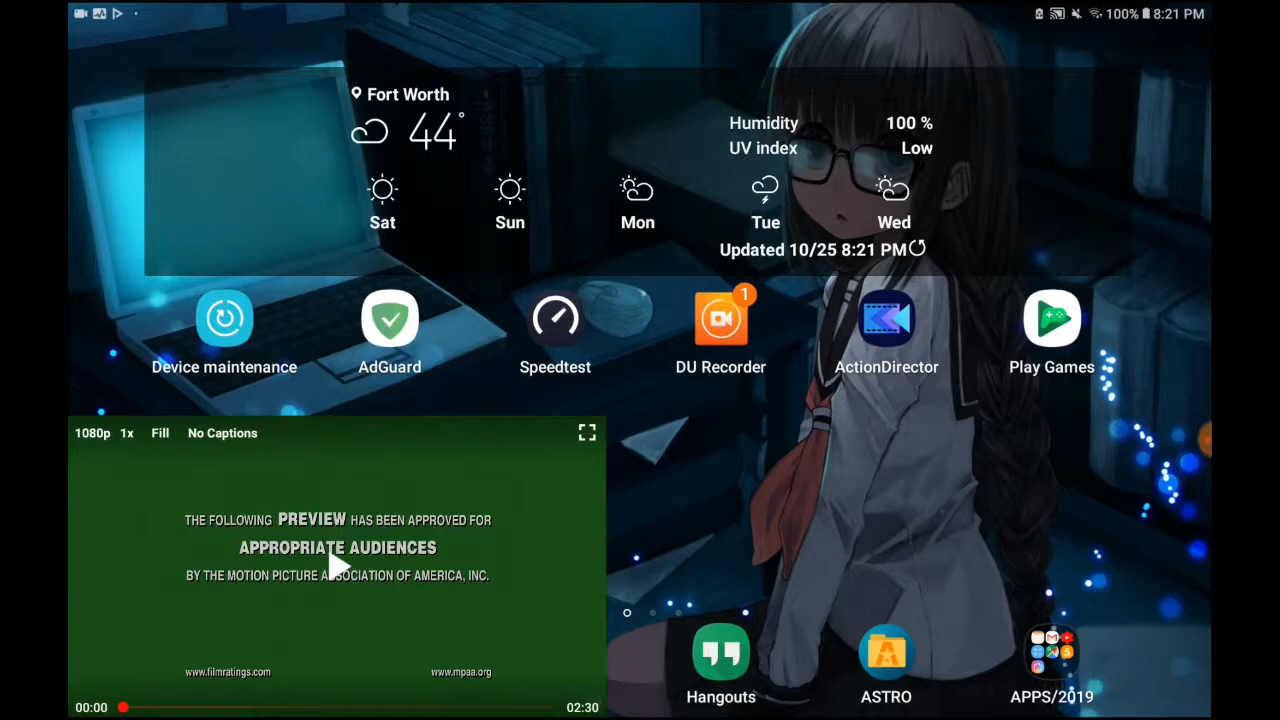 100% 8:21 PM
Fort Worth
44°
Humidity 100 %
UV index Low
Sat Sun Mon Tue Wed
Updated 10/25 8:21 PM
1
Device maintenance AdGuard Speedtest DU Recorder ActionDirector Play Games
1080p 1x Fill No Captions
THE FOLLOWING PREVIEW HAS BEEN APPROVED FOR
APPROPRIATE AUDIENCES
BY THE MOTION PICTURE ASSOCIATION OF AMERICA, INC.
www.filmratings.com www.mpaa.org
00:00 02:30
Hangouts ASTRO APPS/2019